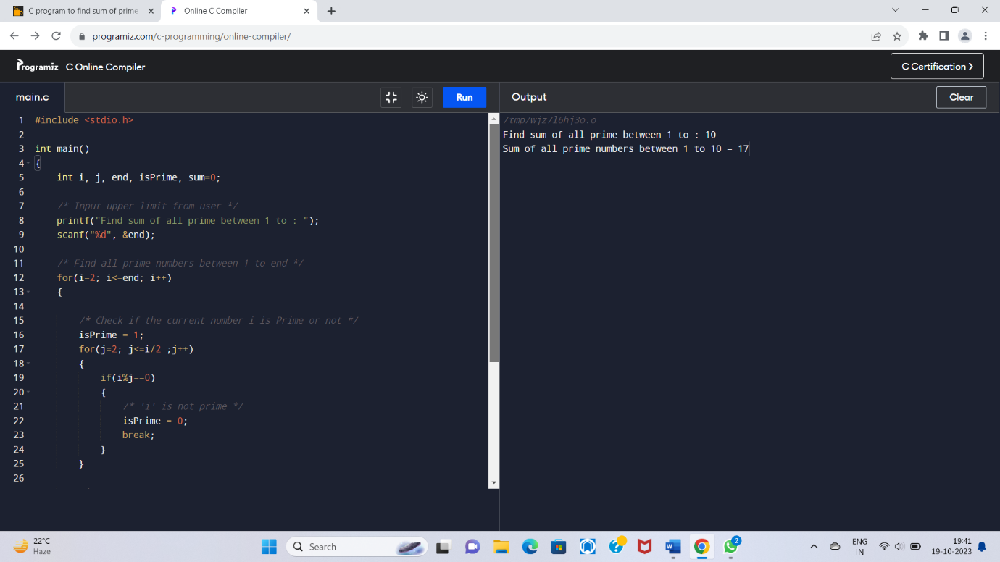 C program to find sum of prime
Online C Compiler
programiz.com/c-programming/online-compiler/
Programiz C Online Compiler
C Certification >
main.c
Run
Output
Clear
1 #include <stdio.h>
2
3 int main()
4 {
5 int i, j, end, isPrime, sum=0;
6
7 /* Input upper limit from user */
8 printf("Find sum of all prime between 1 to : ");
9 scanf("%d", &end);
10
11 /* Find all prime numbers between 1 to end */
12 for(i=2; i<=end; i++)
13 {
14
15 /* Check if the current number i is Prime or not */
16 isPrime = 1;
17 for(j=2; j<=i/2 ;j++)
18 {
19 if(i%j==0)
20 {
21 /* 'i' is not prime */
22 isPrime = 0;
23 break;
24 }
25 }
26
/tmp/wjz7l6hj3o.o
Find sum of all prime between 1 to : 10
Sum of all prime numbers between 1 to 10 = 17
22°C
Haze
Search
2
ENG
IN
19:41
19-10-2023